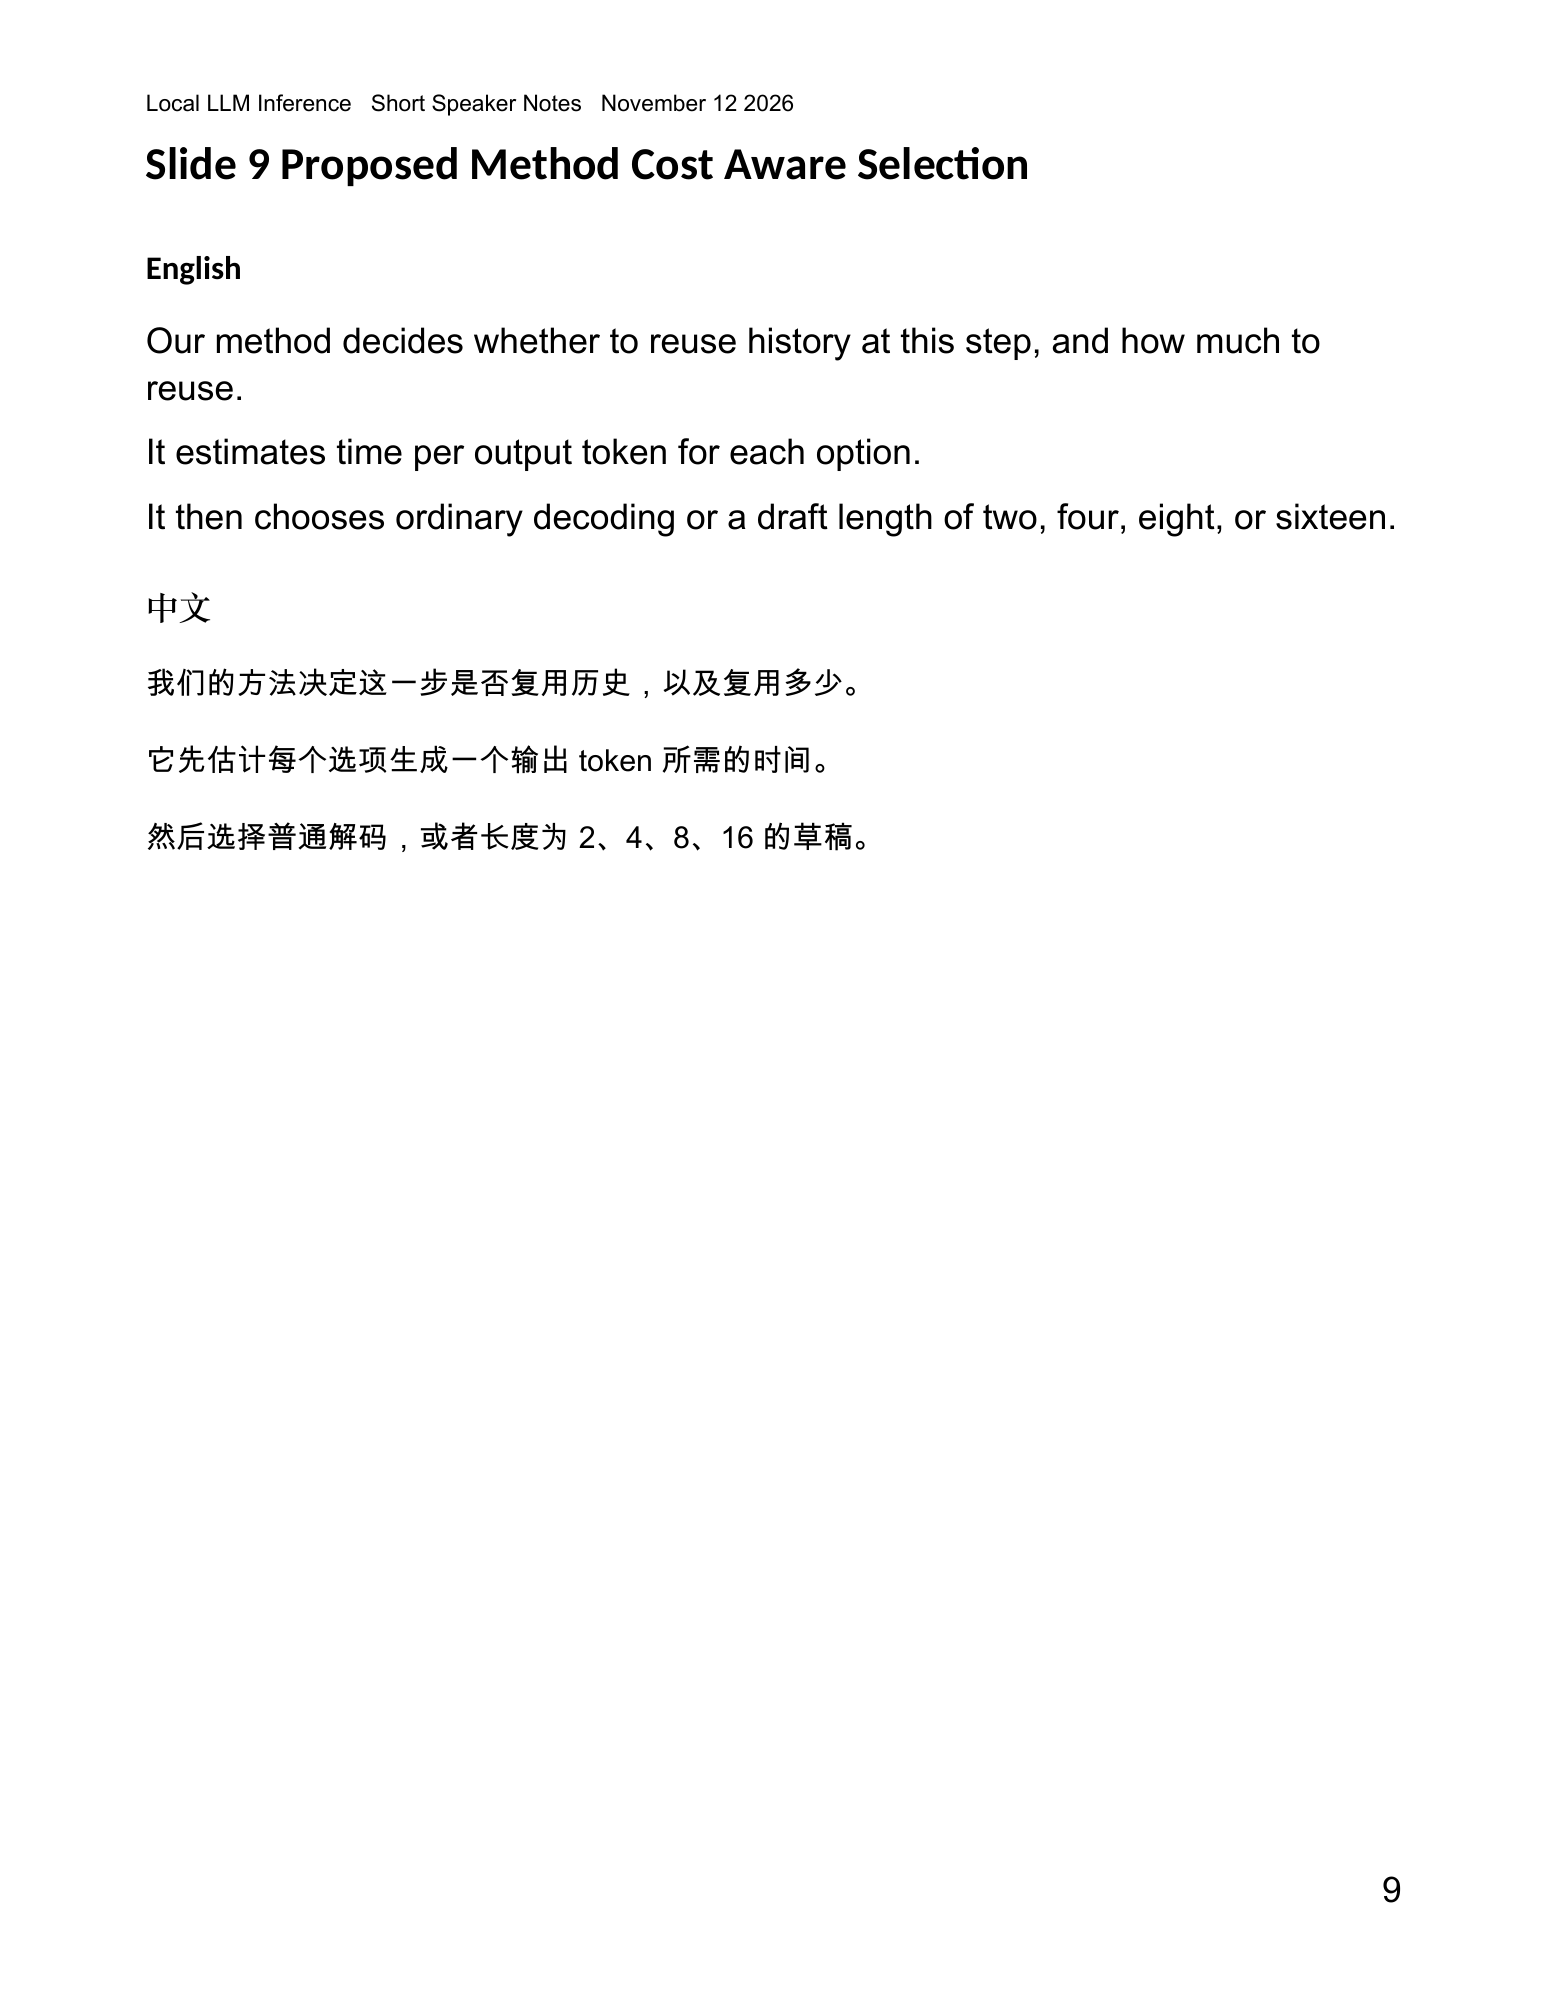 Local LLM Inference   Short Speaker Notes   November 12 2026
Slide 9 Proposed Method Cost Aware Selection
English
Our method decides whether to reuse history at this step, and how much to
reuse.
It estimates time per output token for each option.
It then chooses ordinary decoding or a draft length of two, four, eight, or sixteen.
中文
我们的方法决定这一步是否复用历史，以及复用多少。
它先估计每个选项生成一个输出 token 所需的时间。
然后选择普通解码，或者长度为 2、4、8、16 的草稿。
9